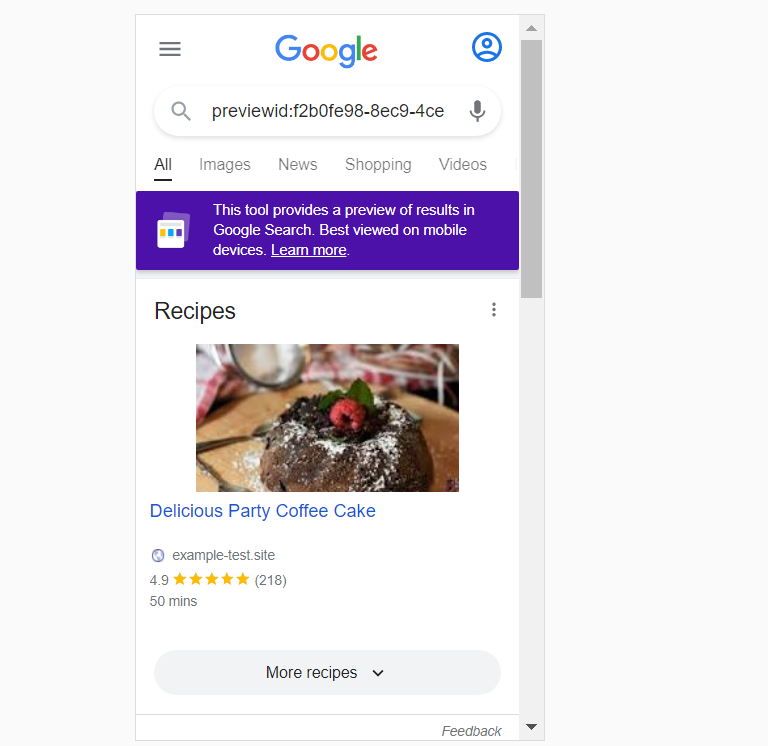 Google
previewid:f2b0fe98-8ec9-4ce
All Images News Shopping Videos
This tool provides a preview of results in
Google Search. Best viewed on mobile
devices. Learn more.
Recipes
Delicious Party Coffee Cake
example-test.site
4.9 ★★★★★ (218)
50 mins
More recipes
Feedback